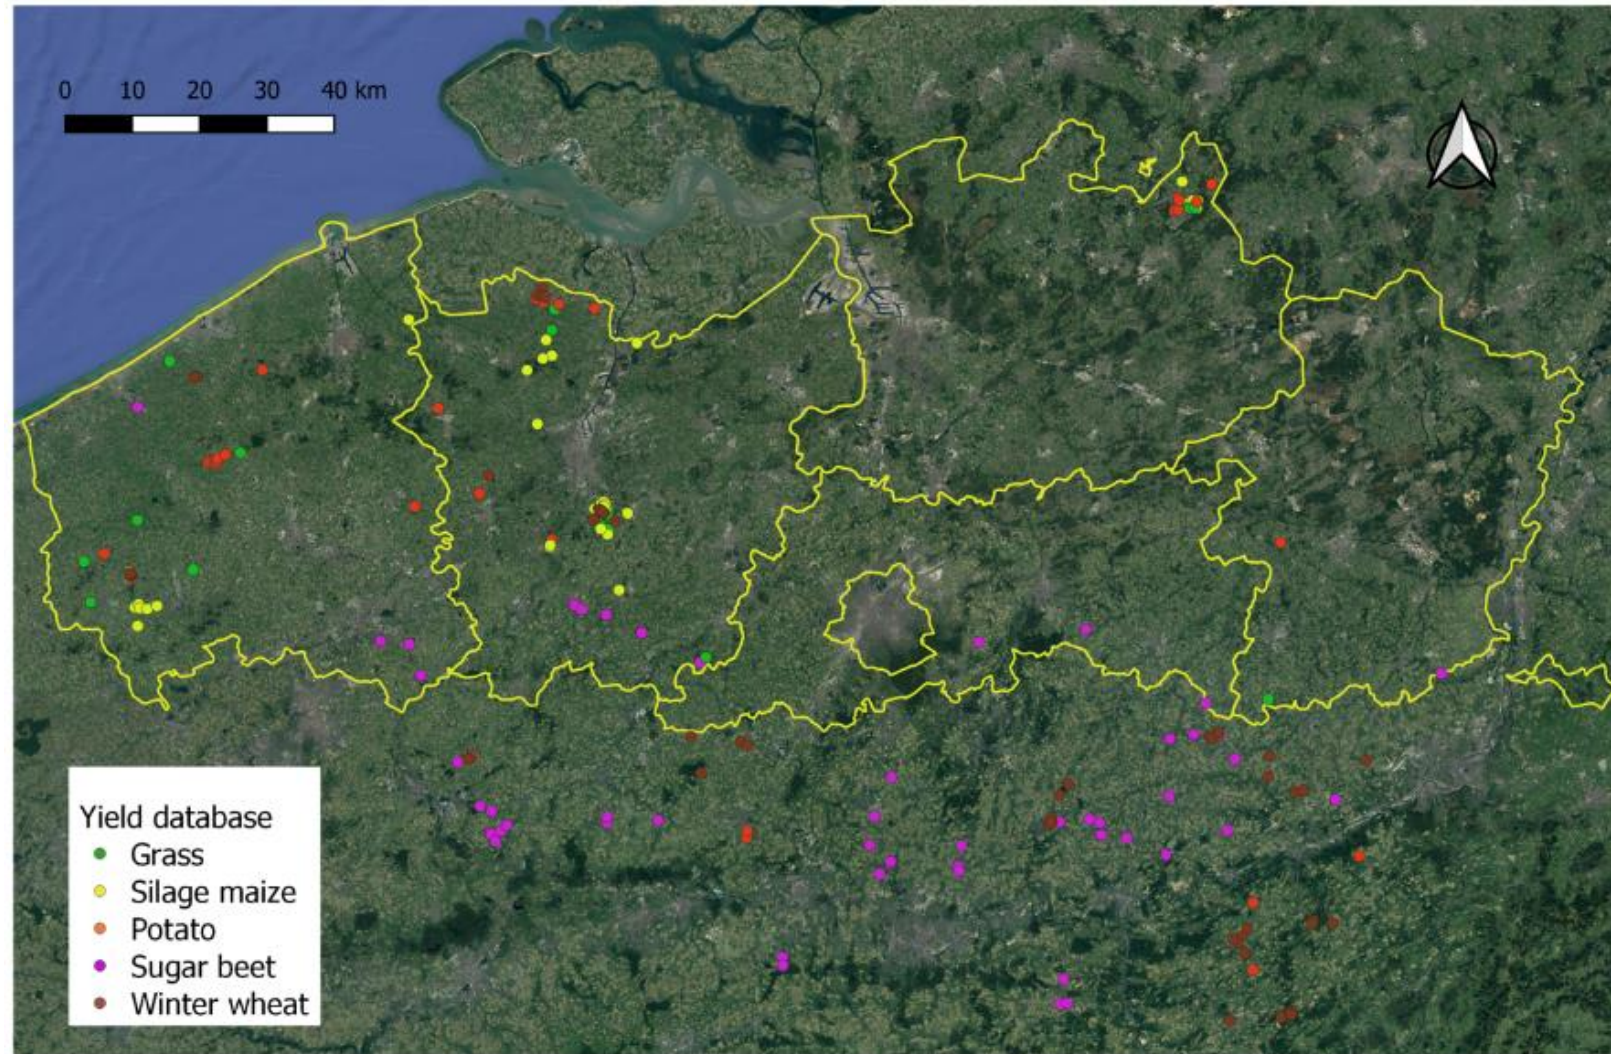 0 10 20 30 40 km
Yield database
Grass
Silage maize
Potato
Sugar beet
Winter wheat